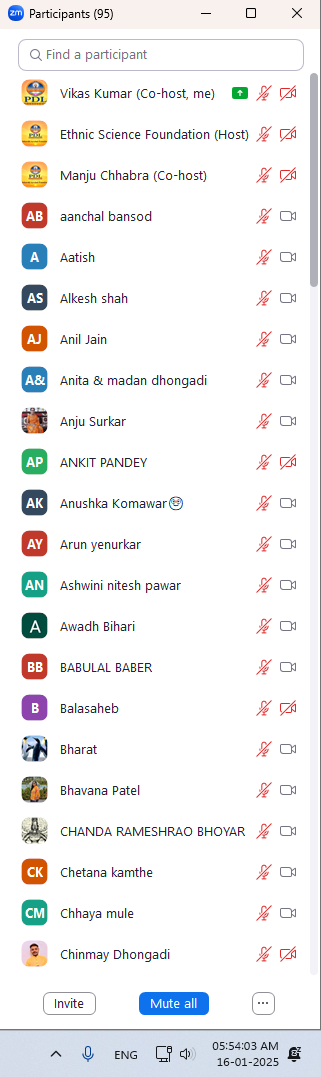 zm Participants (95)
Find a participant
PDL Vikas Kumar (Co-host, me)
PDL Ethnic Science Foundation (Host)
PDL Manju Chhabra (Co-host)
AB aanchal bansod
A Aatish
AS Alkesh shah
AJ Anil Jain
A& Anita & madan dhongadi
Anju Surkar
AP ANKIT PANDEY
AK Anushka Komawar
AY Arun yenurkar
AN Ashwini nitesh pawar
A Awadh Bihari
BB BABULAL BABER
B Balasaheb
Bharat
Bhavana Patel
CHANDA RAMESHRAO BHOYAR
CK Chetana kamthe
CM Chhaya mule
Chinmay Dhongadi
Invite Mute all ...
ENG 05:54:03 AM
16-01-2025